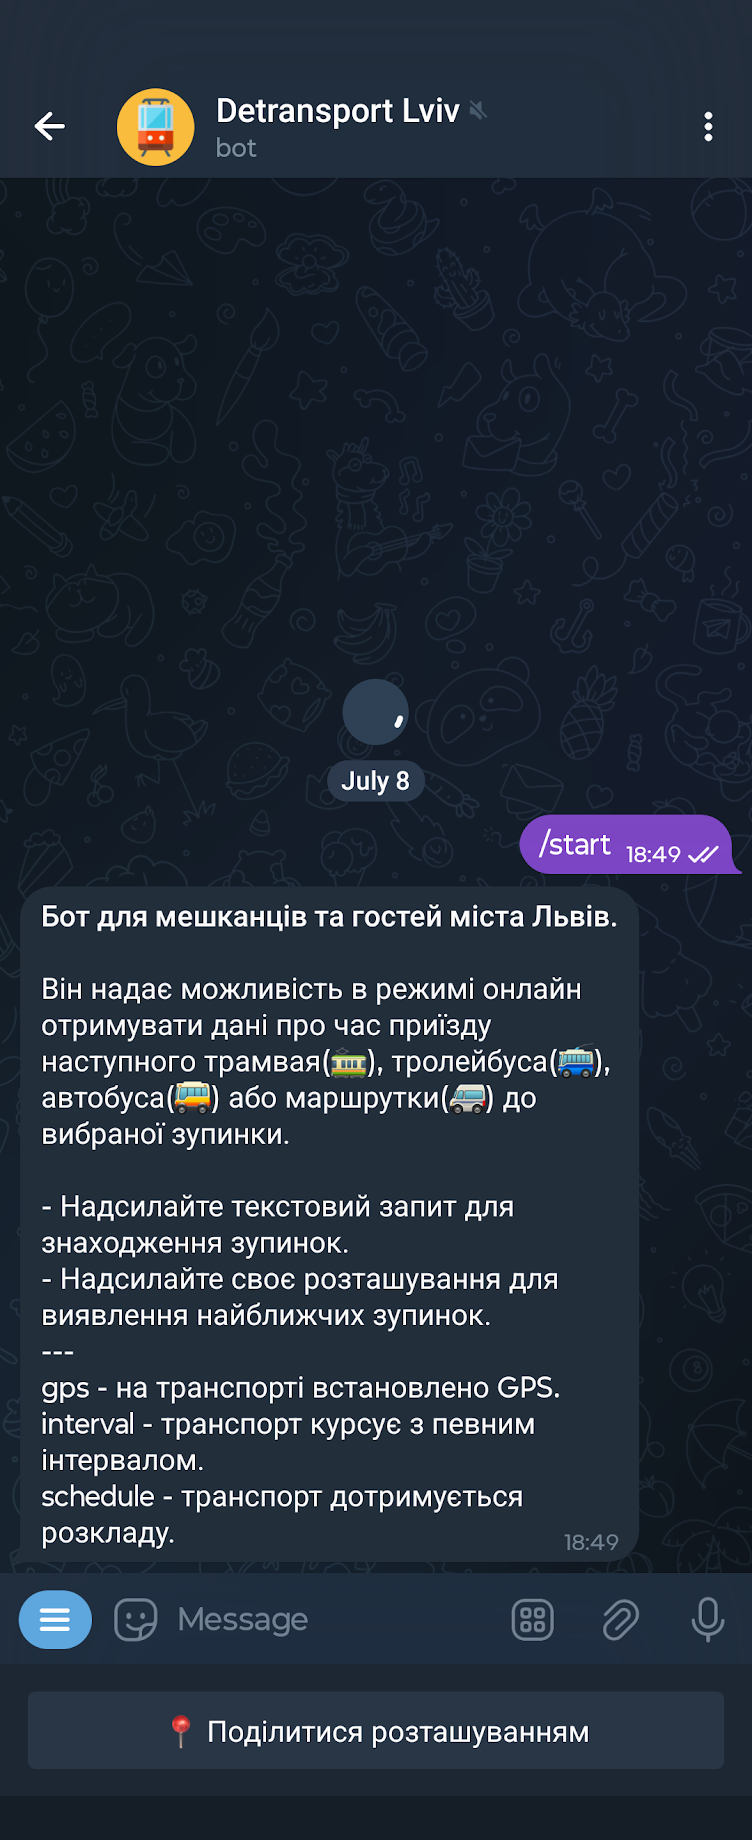 Detransport Lviv
bot
July 8
/start 18:49
Бот для мешканців та гостей міста Львів.
Він надає можливість в режимі онлайн
отримувати дані про час приїзду
наступного трамвая(🚋), тролейбуса(🚎),
автобуса(🚌) або маршрутки(🚐) до
вибраної зупинки.
- Надсилайте текстовий запит для
знаходження зупинок.
- Надсилайте своє розташування для
виявлення найближчих зупинок.
---
gps - на транспорті встановлено GPS.
interval - транспорт курсує з певним
інтервалом.
schedule - транспорт дотримується
розкладу.
18:49
Message
📍 Поділитися розташуванням